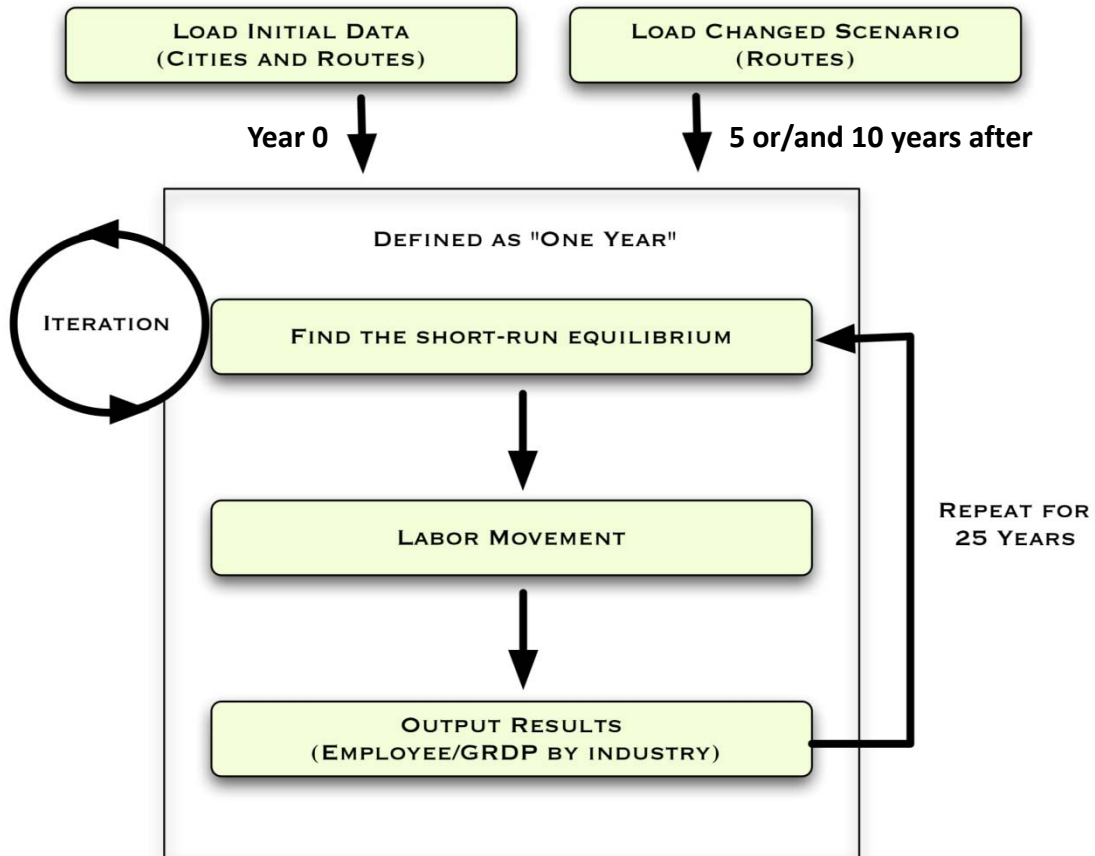 Load Initial Data
(Cities and Routes)
Load Changed Scenario
(Routes)
Year 0
5 or/and 10 years after
Defined as "One Year"
Iteration
Find the short-run equilibrium
Labor Movement
Repeat for
25 Years
Output Results
(Employee/GRDP by industry)